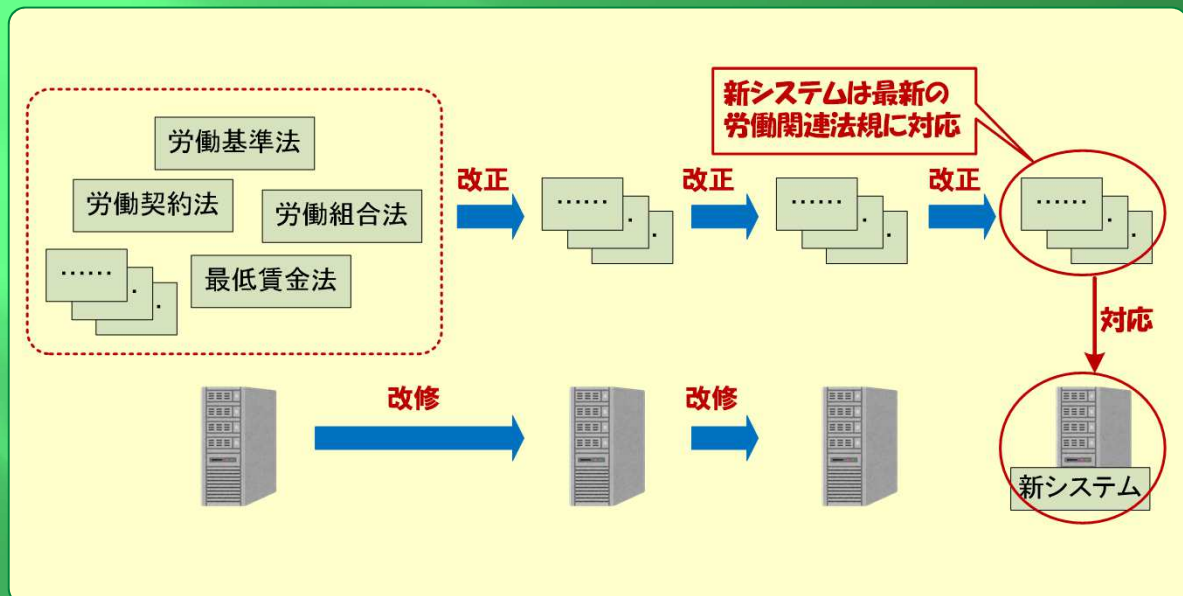 新システムは最新の
労働関連法規に対応
労働基準法
労働契約法
労働組合法
最低賃金法
……
.
.
改正
……
.
.
改正
……
.
.
改正
……
.
.
対応
改修
改修
新システム